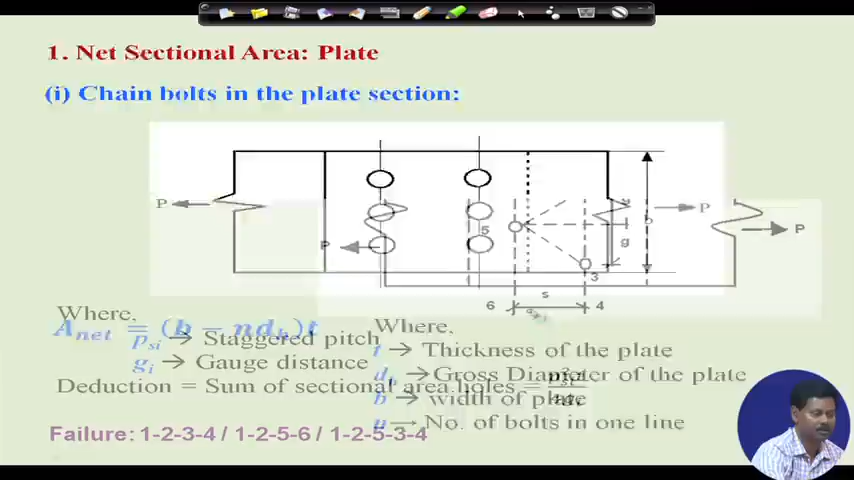 1. Net Sectional Area: Plate
(i) Chain bolts in the plate section:
P
P
b
5
P
g
P
3
s
6
4
Where,
A_net = (b − nd_h)t
p_si → Staggered pitch
g_i → Gauge distance
Deduction = Sum of sectional area holes =
Where,
t → Thickness of the plate
→ Gross Diameter of the plate
b → width of plate
n → No. of bolts in one line
Failure: 1-2-3-4 / 1-2-5-6 / 1-2-5-3-4